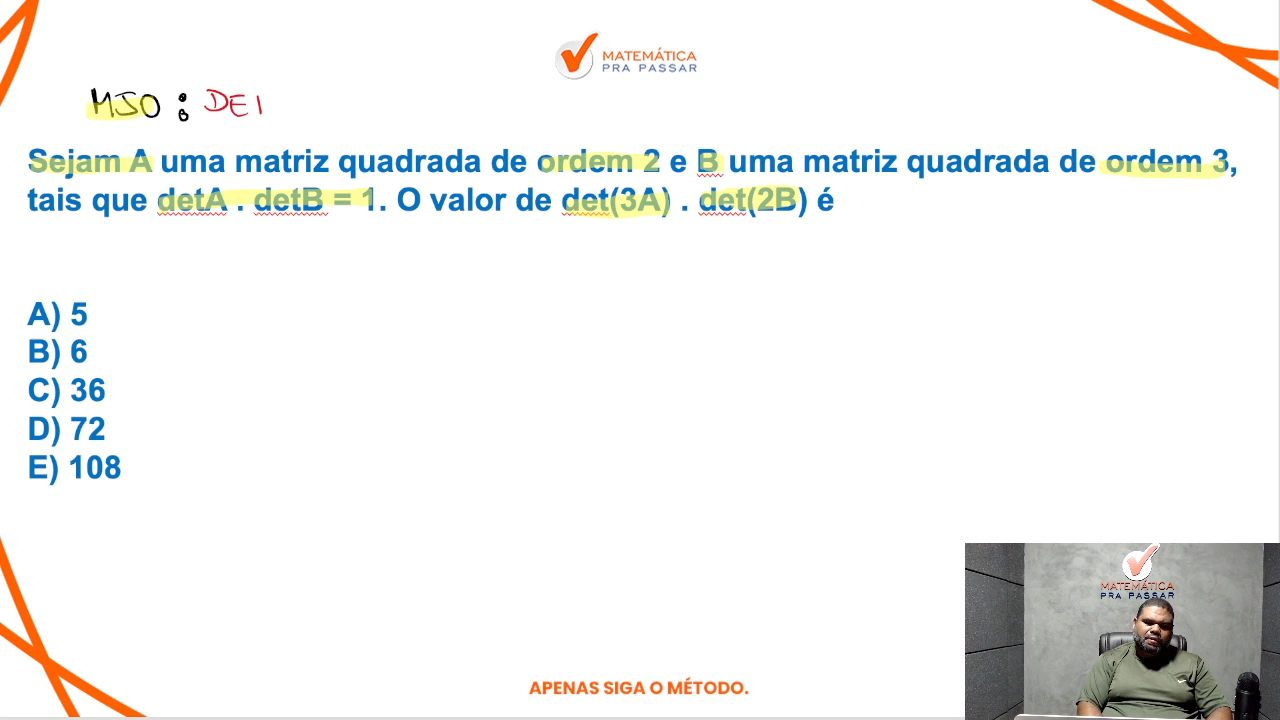 MATEMÁTICA
PRA PASSAR
MJO : DEI
Sejam A uma matriz quadrada de ordem 2 e B uma matriz quadrada de ordem 3,
tais que detA . detB = 1. O valor de det(3A) . det(2B) é
A) 5
B) 6
C) 36
D) 72
E) 108
MATEMÁTICA
PRA PASSAR
APENAS SIGA O MÉTODO.